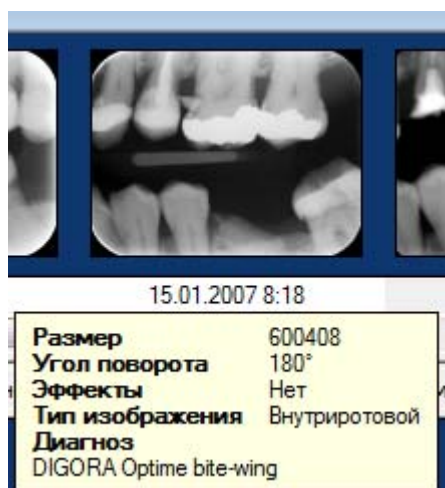 15.01.2007 8:18
Размер 600408
Угол поворота 180°
Эффекты Нет
Тип изображения Внутриротовой
Диагноз
DIGORA Optime bite-wing